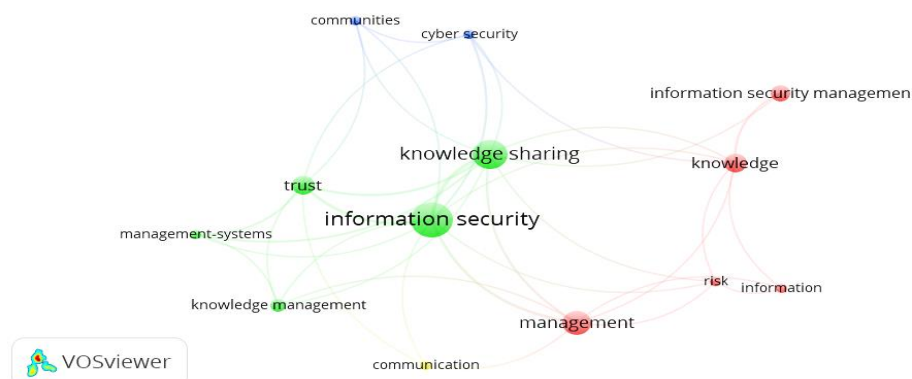 communities
cyber security
information security managemen
knowledge sharing
knowledge
trust
information security
management-systems
risk
information
knowledge management
management
communication
VOSviewer